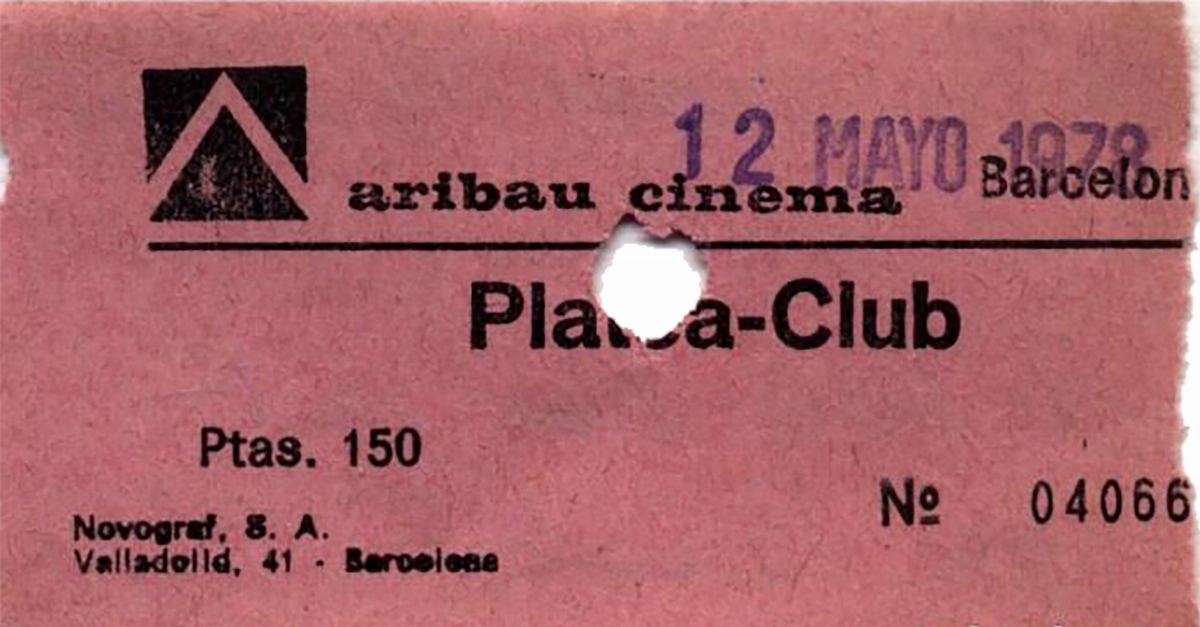 12 MAYO 1978
aribau cinema Barcelon
Platea-Club
Ptas. 150
Nº 04066
Novograf, S. A.
Valladolid, 41 - Barcelona